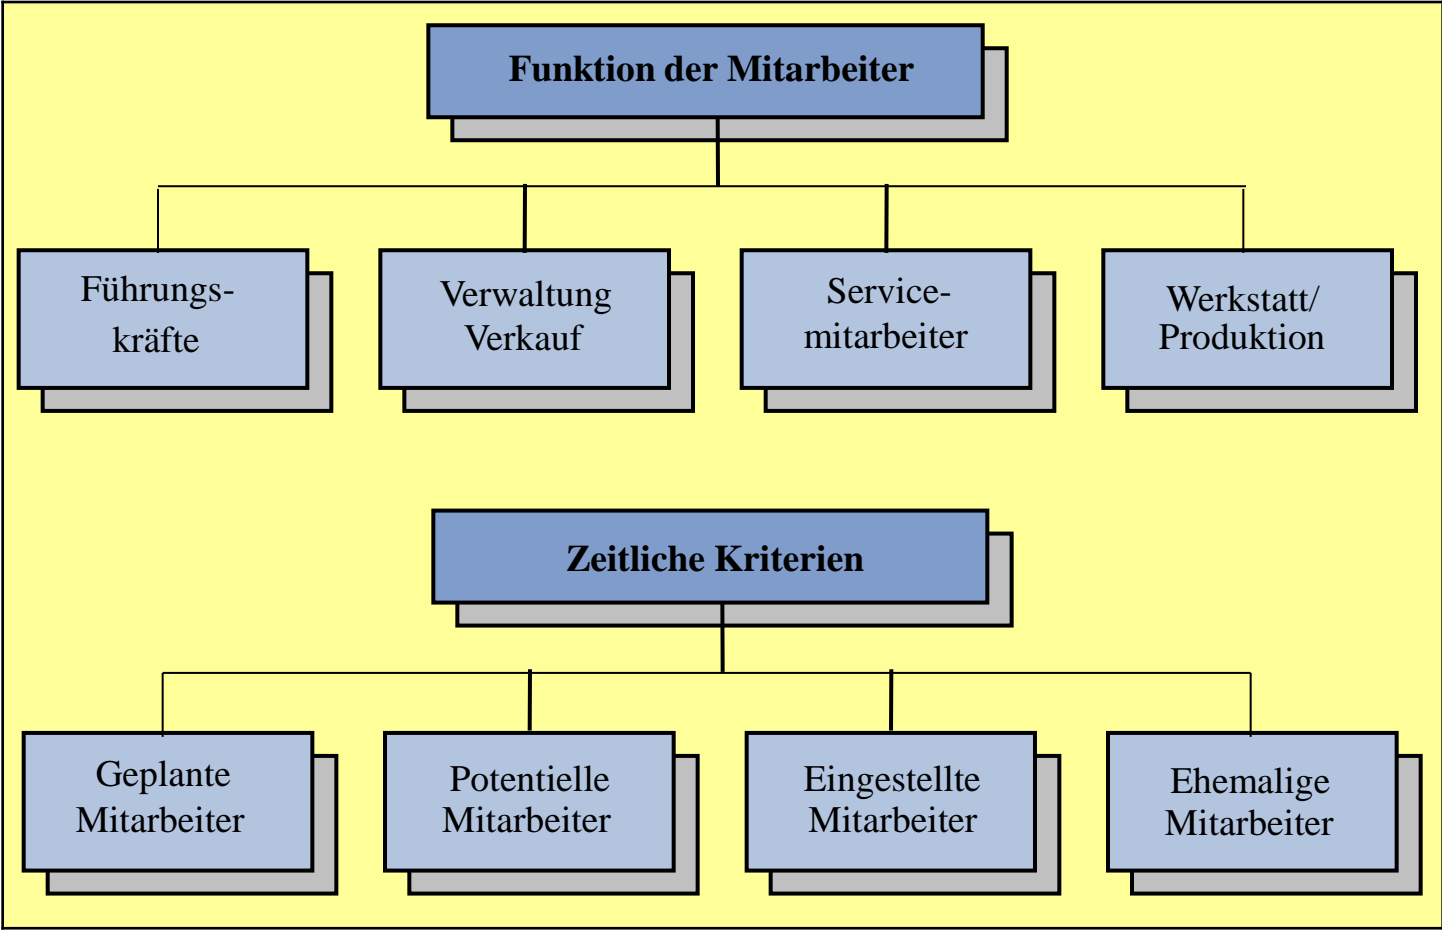 Funktion der Mitarbeiter
Führungs-
kräfte
Verwaltung
Verkauf
Service-
mitarbeiter
Werkstatt/
Produktion
Zeitliche Kriterien
Geplante
Mitarbeiter
Potentielle
Mitarbeiter
Eingestellte
Mitarbeiter
Ehemalige
Mitarbeiter